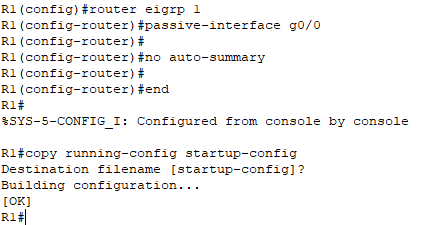 R1(config)#router eigrp 1
R1(config-router)#passive-interface g0/0
R1(config-router)#
R1(config-router)#no auto-summary
R1(config-router)#
R1(config-router)#end
R1#
%SYS-5-CONFIG_I: Configured from console by console
R1#copy running-config startup-config
Destination filename [startup-config]?
Building configuration...
[OK]
R1#